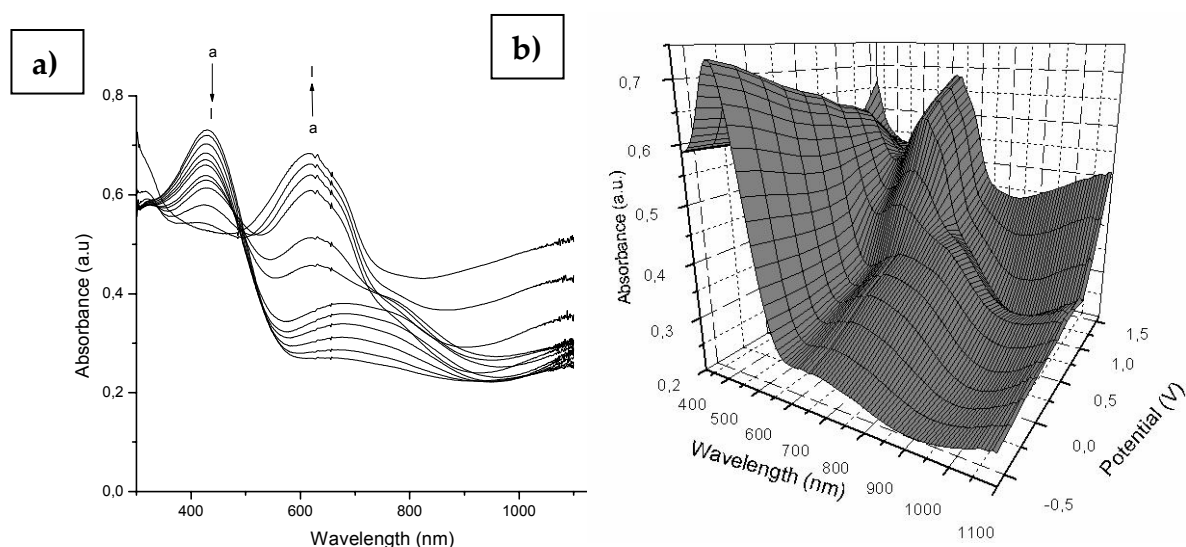 a)
a
l
l
a
0,8
0,6
0,4
0,2
0,0
Absorbance (a.u)
400 600 800 1000
Wavelength (nm)
b)
0,7
0,6
0,5
0,4
0,3
0,2
Absorbance (a.u.)
400 500 600 700 800 900 1000 1100
Wavelength (nm)
1,5
1,0
0,5
0,0
-0,5
Potential (V)